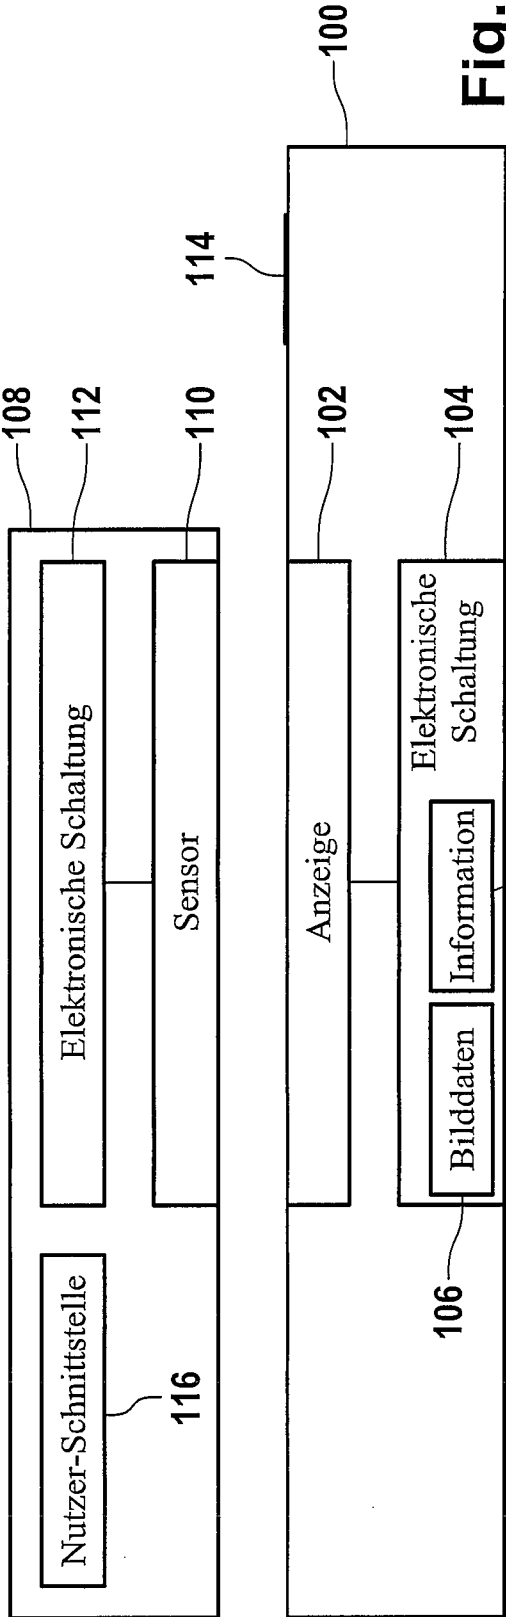 108
112
Elektronische Schaltung
Nutzer-Schnittstelle
116
110
Sensor
114
100
102
Anzeige
104
Elektronische
Schaltung
Bilddaten
Information
106
Fig.